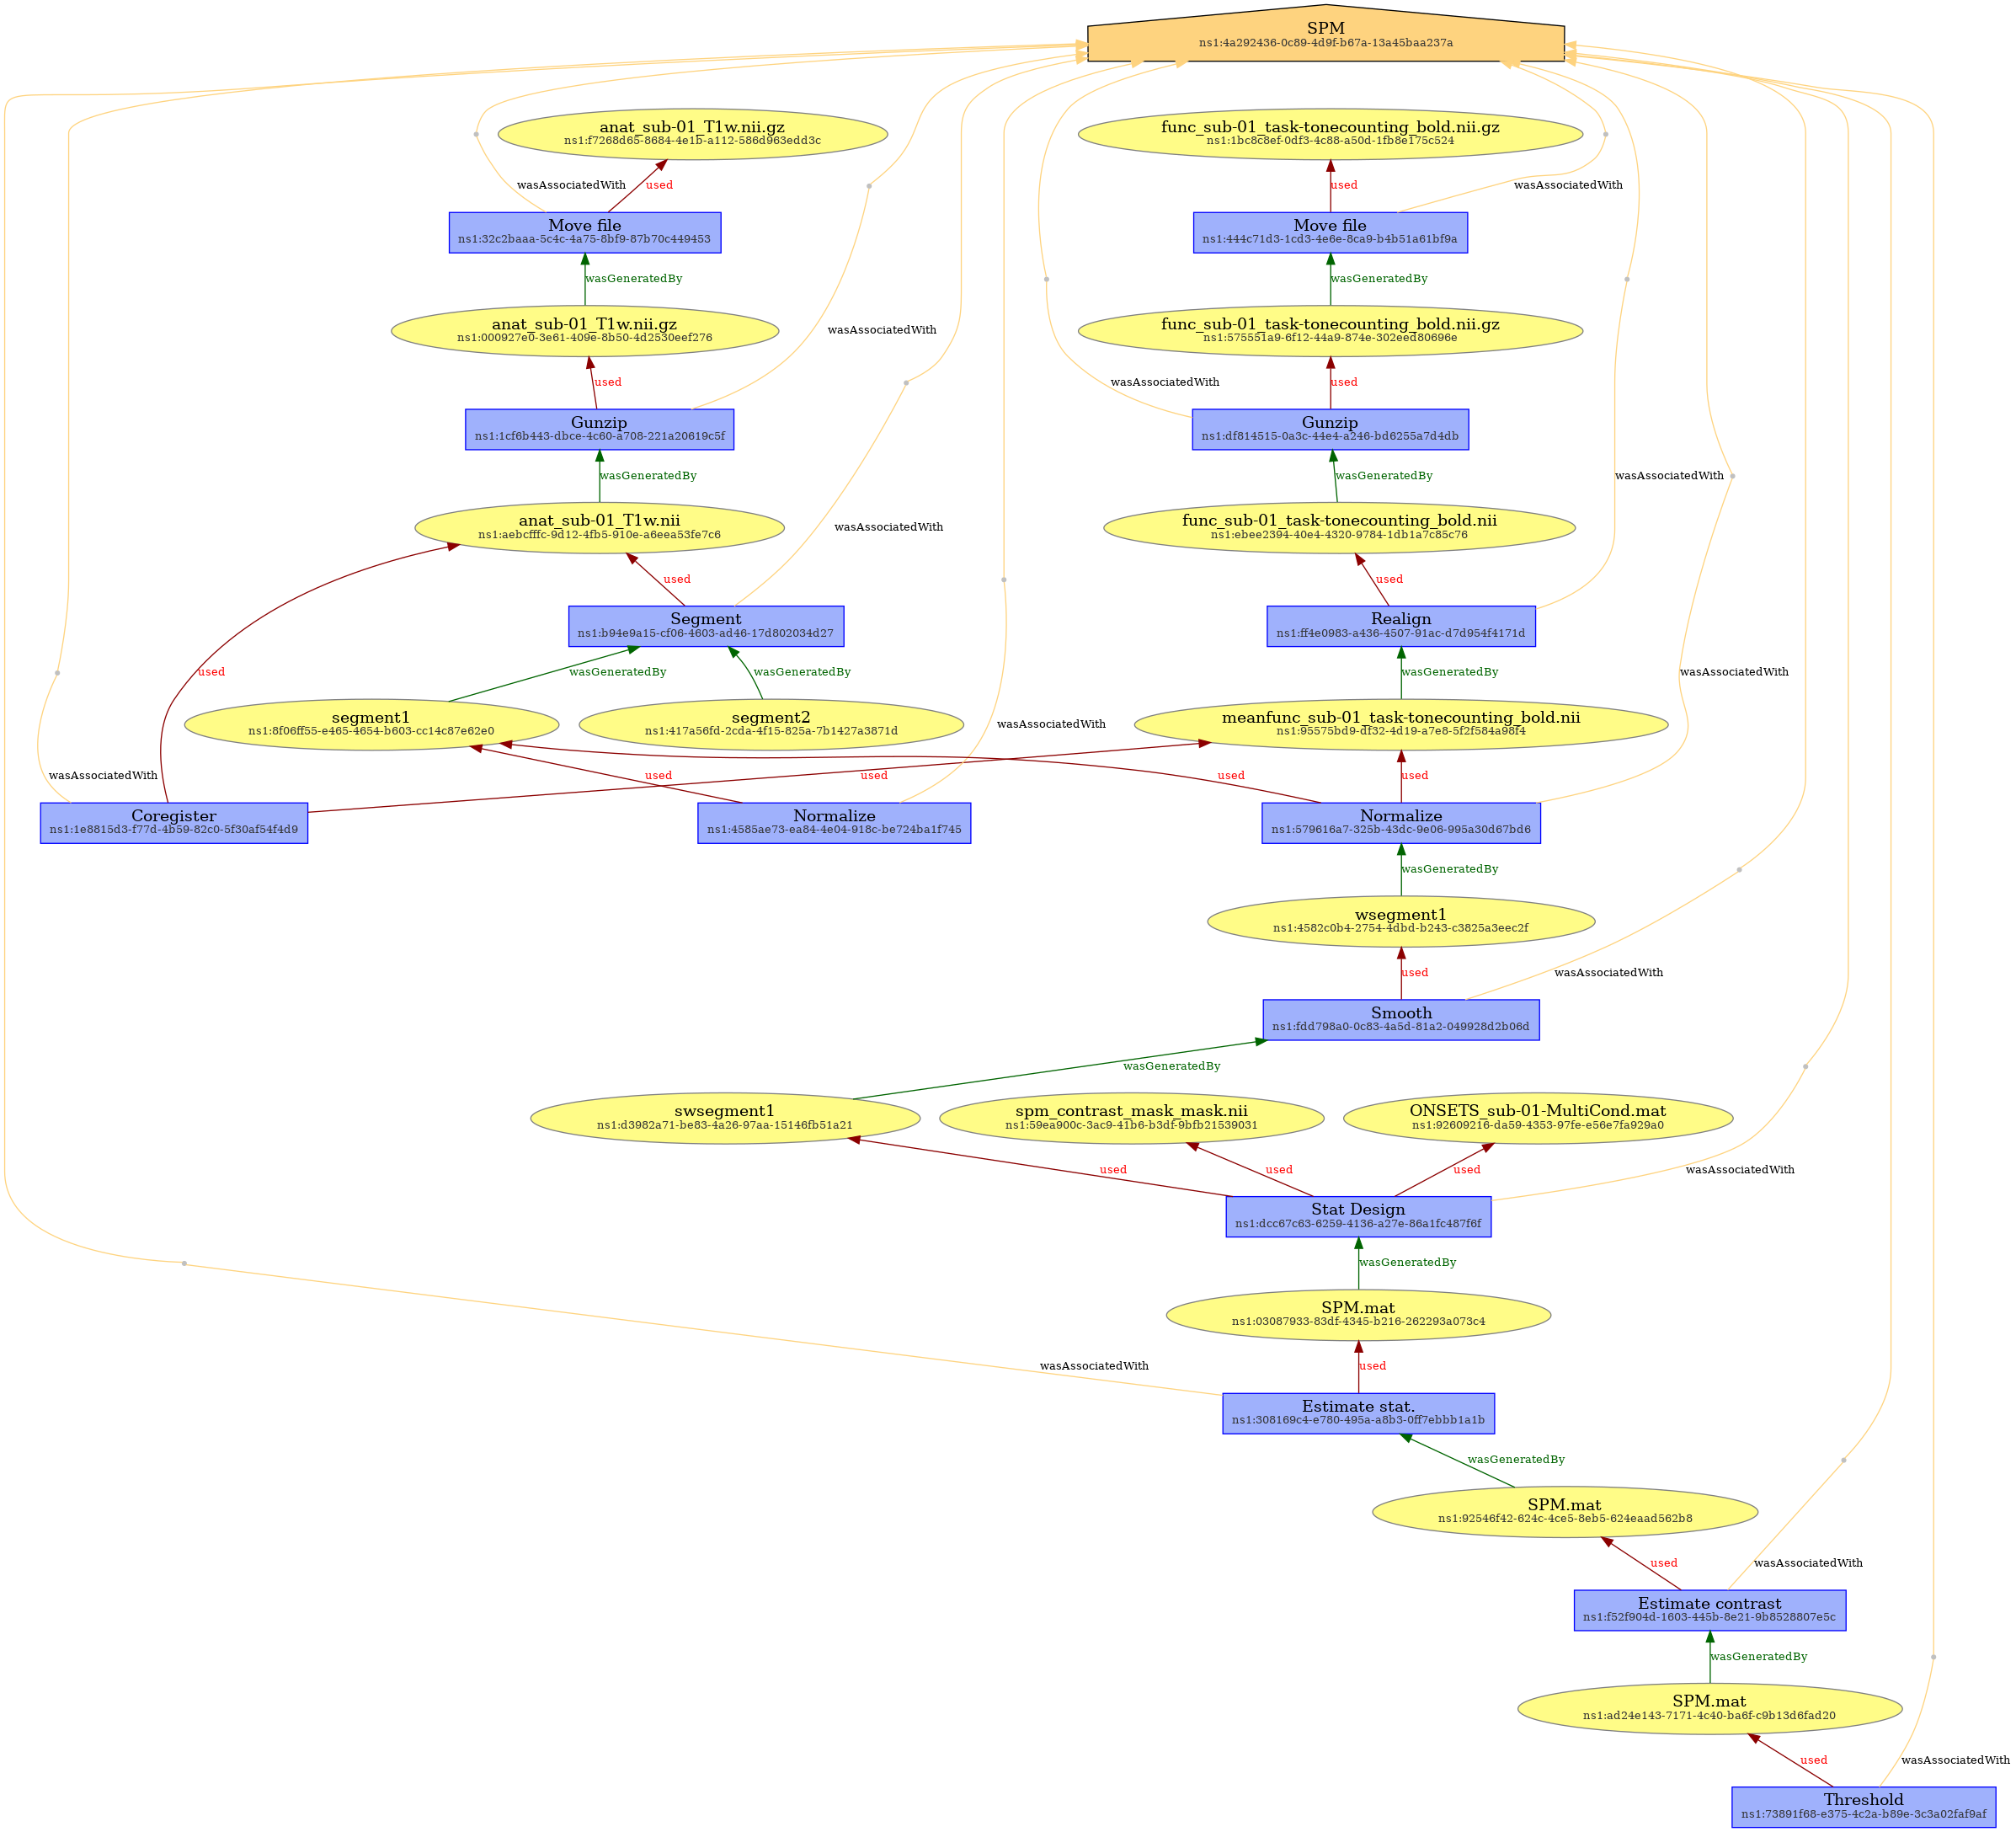 SPM
ns1:4a292436-0c89-4d9f-b67a-13a45baa237a
anat_sub-01_T1w.nii.gz
ns1:f7268d65-8684-4e1b-a112-586d963edd3c
func_sub-01_task-tonecounting_bold.nii.gz
ns1:1bc8c8ef-0df3-4c88-a50d-1fb8e175c524
wasAssociatedWith
used
used
wasAssociatedWith
Move file
ns1:32c2baaa-5c4c-4a75-8bf9-87b70c449453
Move file
ns1:444c71d3-1cd3-4e6e-8ca9-b4b51a61bf9a
wasGeneratedBy
wasGeneratedBy
anat_sub-01_T1w.nii.gz
ns1:000927e0-3e61-409e-8b50-4d2530eef276
wasAssociatedWith
func_sub-01_task-tonecounting_bold.nii.gz
ns1:575551a9-6f12-44a9-874e-302eed80696e
used
wasAssociatedWith
used
Gunzip
ns1:1cf6b443-dbce-4c60-a708-221a20619c5f
Gunzip
ns1:df814515-0a3c-44e4-a246-bd6255a7d4db
wasGeneratedBy
wasGeneratedBy
wasAssociatedWith
anat_sub-01_T1w.nii
ns1:aebcfffc-9d12-4fb5-910e-a6eea53fe7c6
wasAssociatedWith
func_sub-01_task-tonecounting_bold.nii
ns1:ebee2394-40e4-4320-9784-1db1a7c85c76
used
used
Segment
ns1:b94e9a15-cf06-4603-ad46-17d802034d27
Realign
ns1:ff4e0983-a436-4507-91ac-d7d954f4171d
used
wasGeneratedBy
wasGeneratedBy
wasGeneratedBy
wasAssociatedWith
segment1
ns1:8f06ff55-e465-4654-b603-cc14c87e62e0
segment2
ns1:417a56fd-2cda-4f15-825a-7b1427a3871d
wasAssociatedWith
meanfunc_sub-01_task-tonecounting_bold.nii
ns1:95575bd9-df32-4d19-a7e8-5f2f584a98f4
wasAssociatedWith
used
used
used
used
Coregister
ns1:1e8815d3-f77d-4b59-82c0-5f30af54f4d9
Normalize
ns1:4585ae73-ea84-4e04-918c-be724ba1f745
Normalize
ns1:579616a7-325b-43dc-9e06-995a30d67bd6
wasGeneratedBy
wsegment1
ns1:4582c0b4-2754-4dbd-b243-c3825a3eec2f
used
wasAssociatedWith
Smooth
ns1:fdd798a0-0c83-4a5d-81a2-049928d2b06d
wasGeneratedBy
swsegment1
ns1:d3982a71-be83-4a26-97aa-15146fb51a21
spm_contrast_mask_mask.nii
ns1:59ea900c-3ac9-41b6-b3df-9bfb21539031
ONSETS_sub-01-MultiCond.mat
ns1:92609216-da59-4353-97fe-e56e7fa929a0
used
used
used
wasAssociatedWith
Stat Design
ns1:dcc67c63-6259-4136-a27e-86a1fc487f6f
wasGeneratedBy
SPM.mat
ns1:03087933-83df-4345-b216-262293a073c4
wasAssociatedWith
used
Estimate stat.
ns1:308169c4-e780-495a-a8b3-0ff7ebbb1a1b
wasGeneratedBy
SPM.mat
ns1:92546f42-624c-4ce5-8eb5-624eaad562b8
used
wasAssociatedWith
Estimate contrast
ns1:f52f904d-1603-445b-8e21-9b8528807e5c
wasGeneratedBy
SPM.mat
ns1:ad24e143-7171-4c40-ba6f-c9b13d6fad20
used
wasAssociatedWith
Threshold
ns1:73891f68-e375-4c2a-b89e-3c3a02faf9af